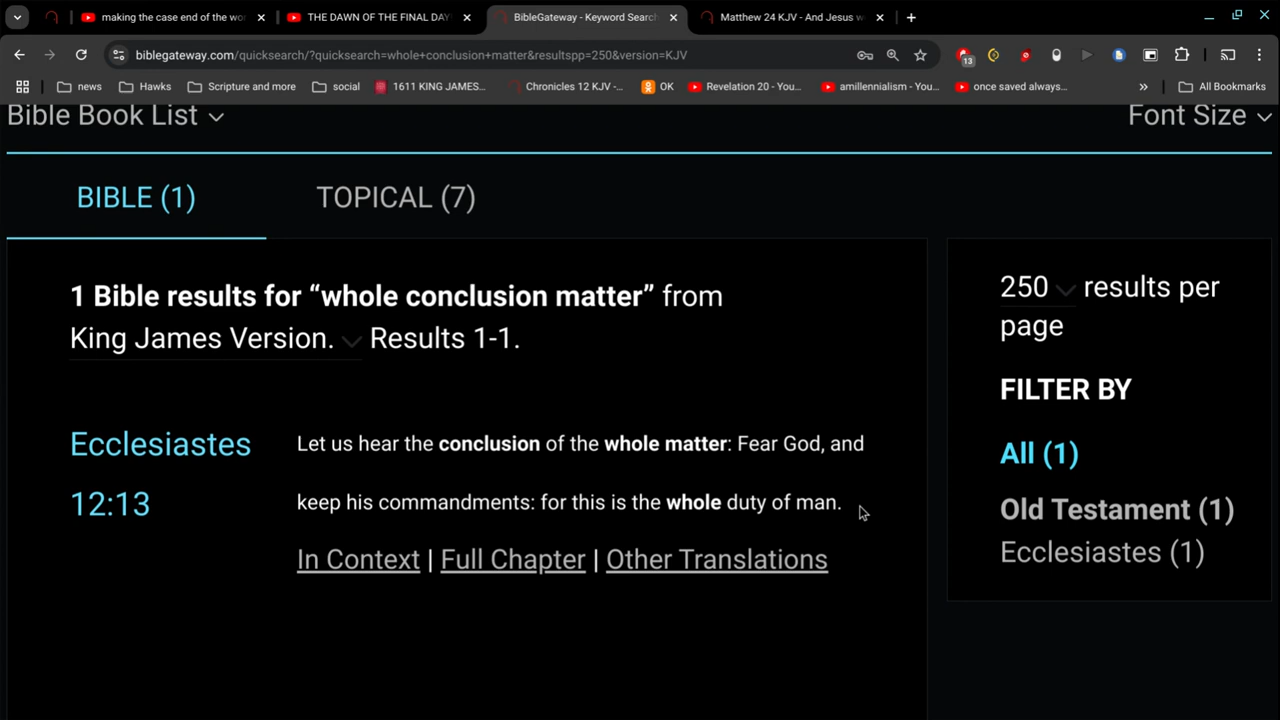 making the case end of the wor
THE DAWN OF THE FINAL DAY
BibleGateway - Keyword Search
Matthew 24 KJV - And Jesus w
biblegateway.com/quicksearch/?quicksearch=whole+conclusion+matter&resultspp=250&version=KJV
13
news
Hawks
Scripture and more
social
1611 KING JAMES...
Chronicles 12 KJV -...
OK
Revelation 20 - You...
amillennialism - You...
once saved always...
»
All Bookmarks
Bible Book List
Font Size
BIBLE (1)
TOPICAL (7)
1 Bible results for “whole conclusion matter” from
King James Version. Results 1-1.
Ecclesiastes
12:13
Let us hear the conclusion of the whole matter: Fear God, and
keep his commandments: for this is the whole duty of man.
In Context | Full Chapter | Other Translations
250 results per
page
FILTER BY
All (1)
Old Testament (1)
Ecclesiastes (1)